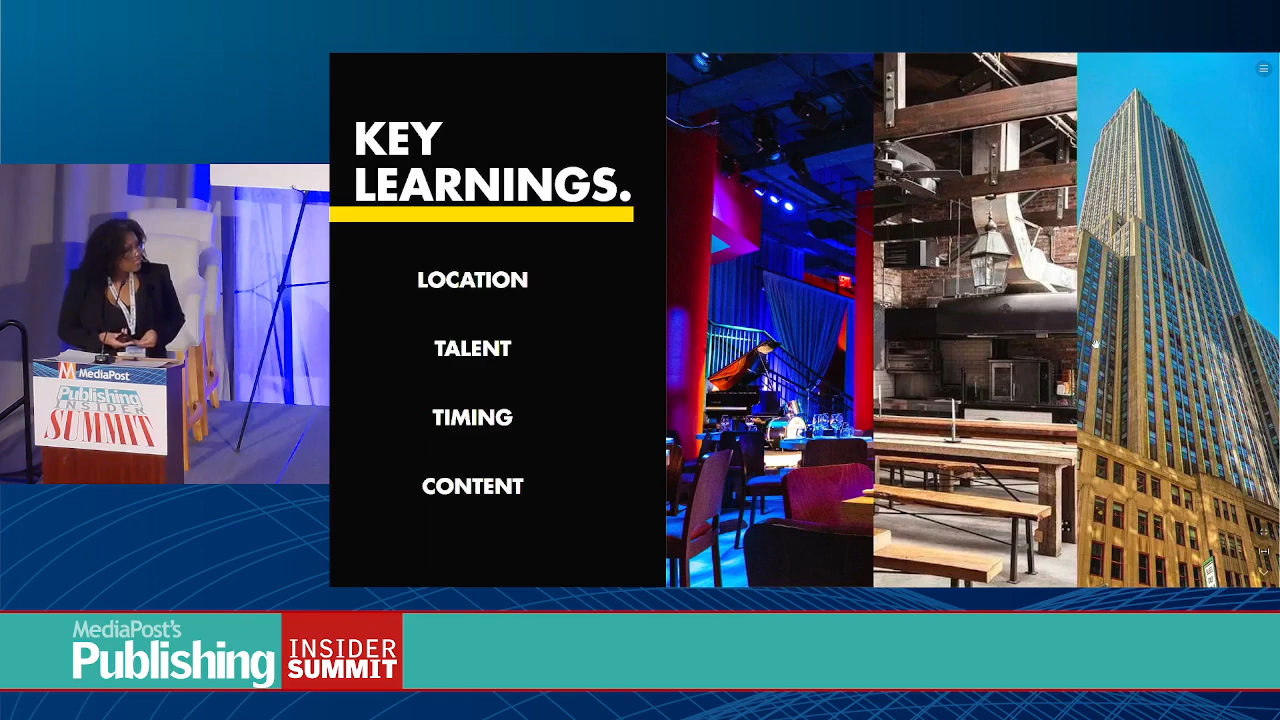 KEY
LEARNINGS.
LOCATION
TALENT
TIMING
CONTENT
MediaPost
Publishing
INSIDER
SUMMIT
MediaPost's
Publishing
INSIDER
SUMMIT